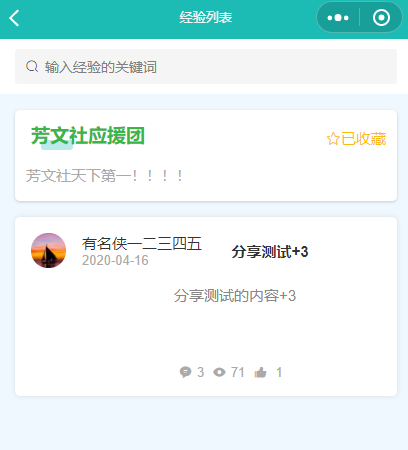 经验列表
输入经验的关键词
芳文社应援团
已收藏
芳文社天下第一！！！！
有名侠一二三四五
2020-04-16
分享测试+3
分享测试的内容+3
3 71 1